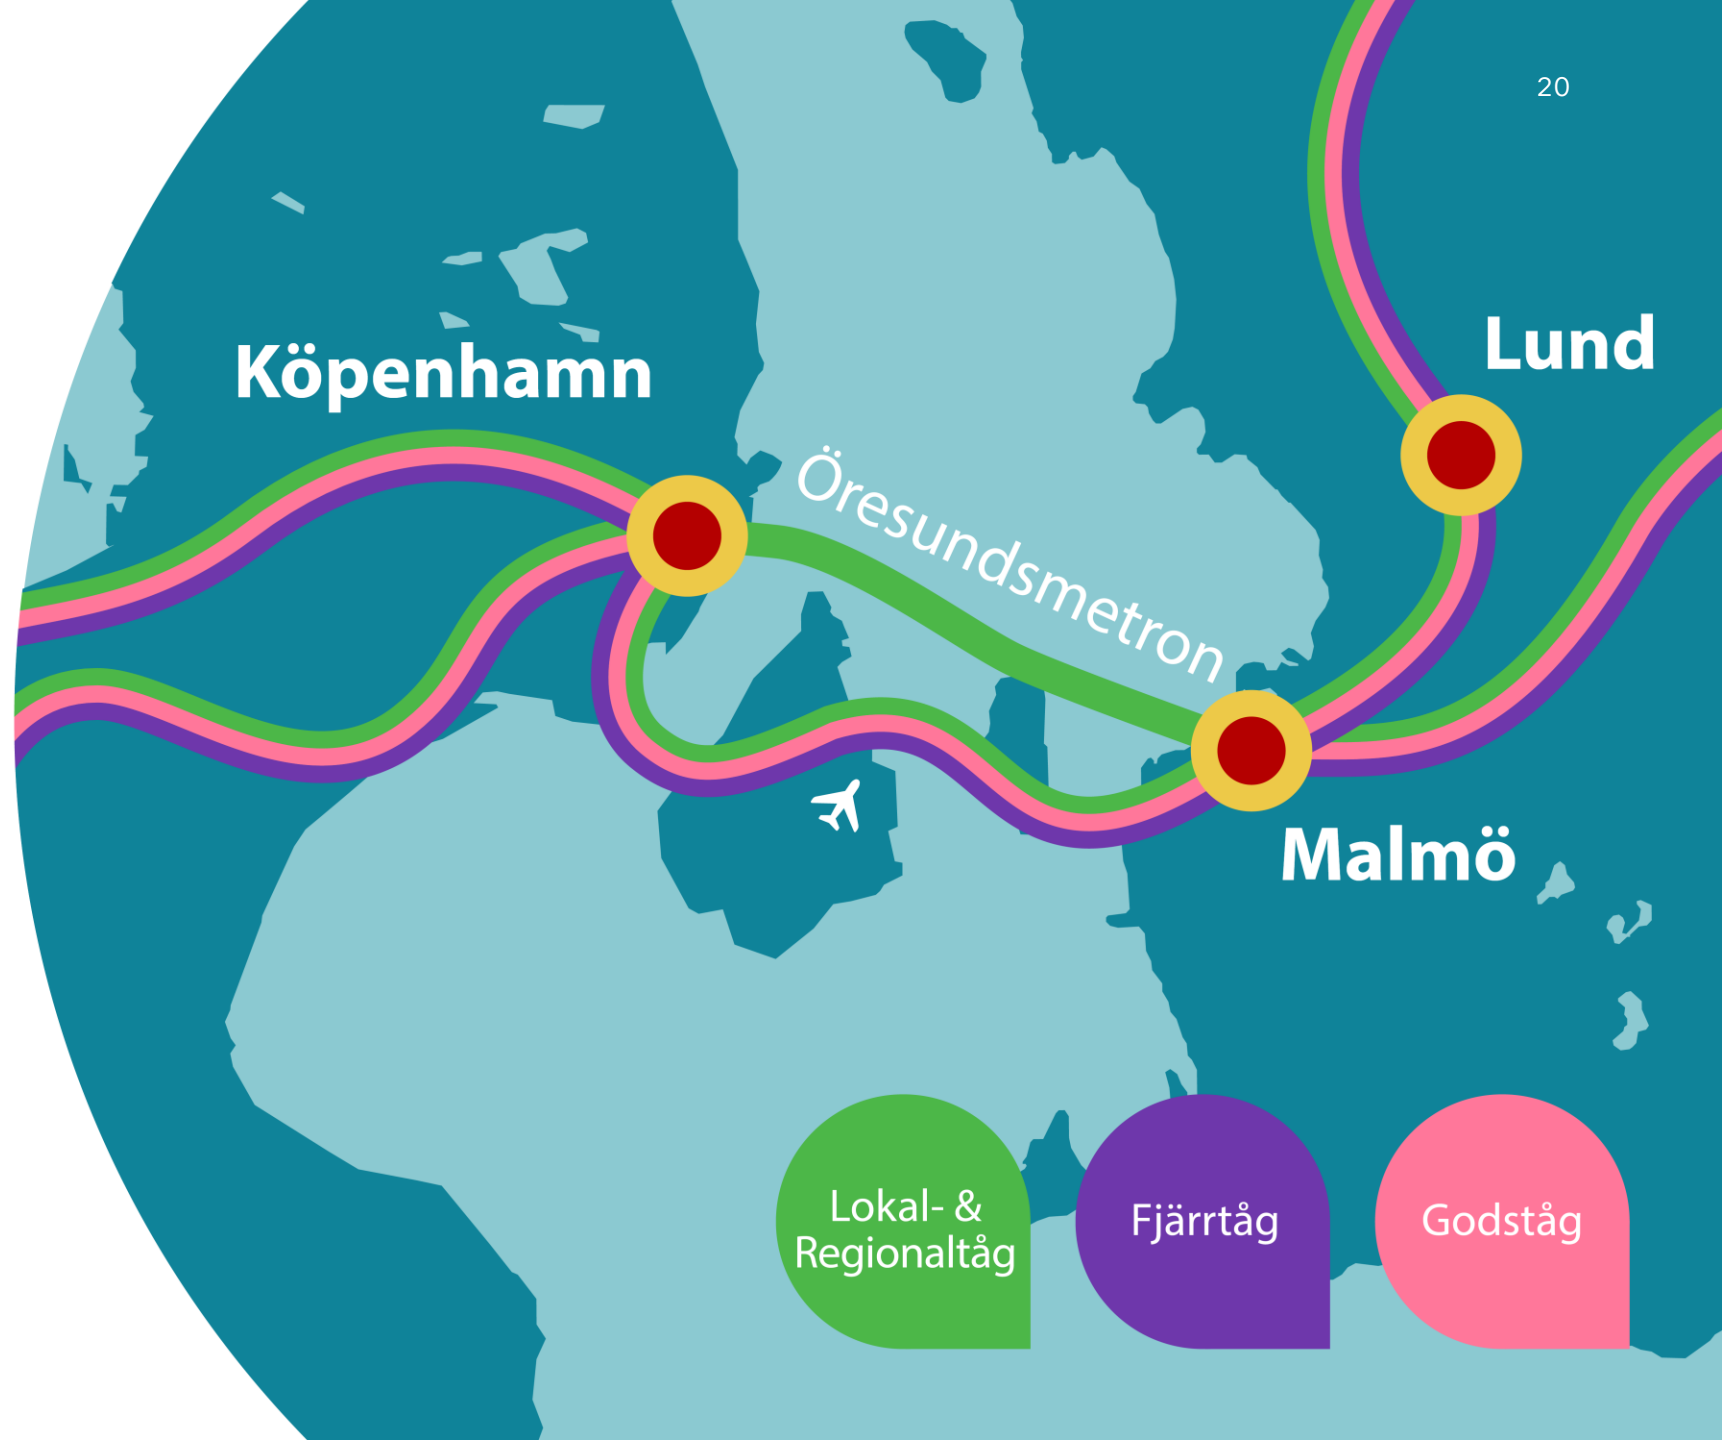 20
Lund
Köpenhamn
Öresundsmetron
Malmö
Lokal- &
Regionaltåg
Fjärrtåg
Godståg